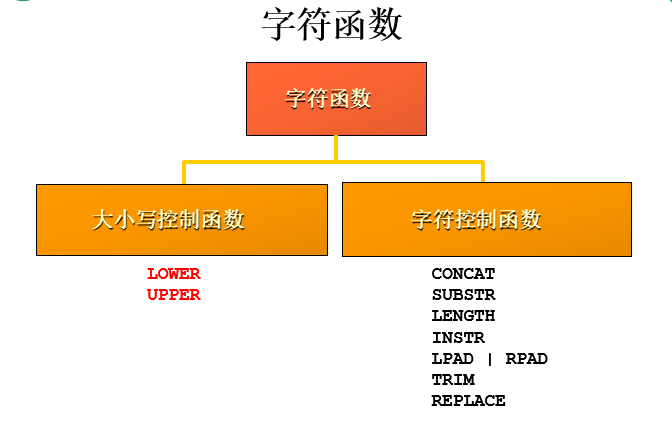 字符函数
字符函数
大小写控制函数
字符控制函数
LOWER
UPPER
CONCAT
SUBSTR
LENGTH
INSTR
LPAD | RPAD
TRIM
REPLACE